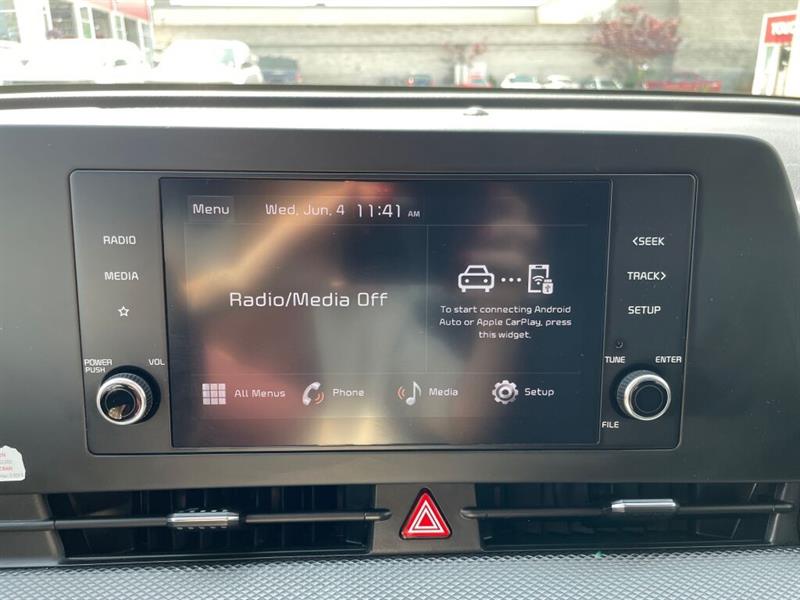 TOUC
Menu
Wed, Jun, 4 11:41 AM
RADIO
MEDIA
☆
POWER
PUSH
VOL
Radio/Media Off
To start connecting Android
Auto or Apple CarPlay, press
this widget.
All Menus
Phone
Media
Setup
<SEEK
TRACK>
SETUP
TUNE
ENTER
FILE